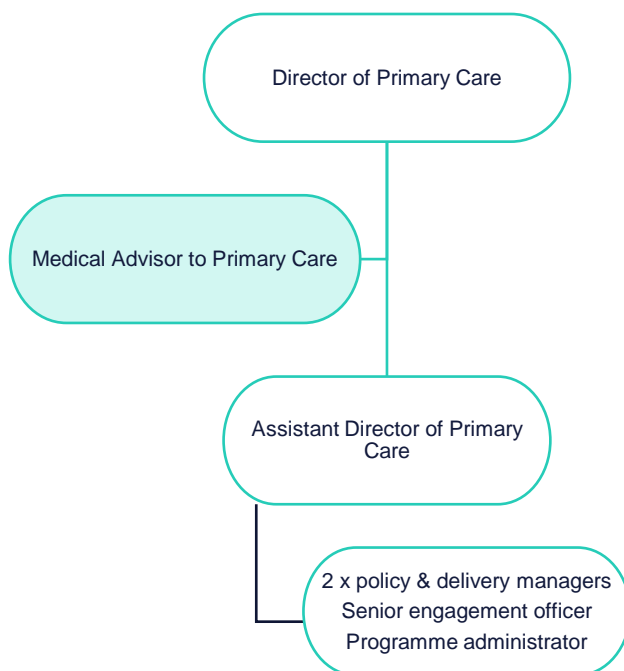 Director of Primary Care
Medical Advisor to Primary Care
Assistant Director of Primary
Care
2 x policy & delivery managers
Senior engagement officer
Programme administrator